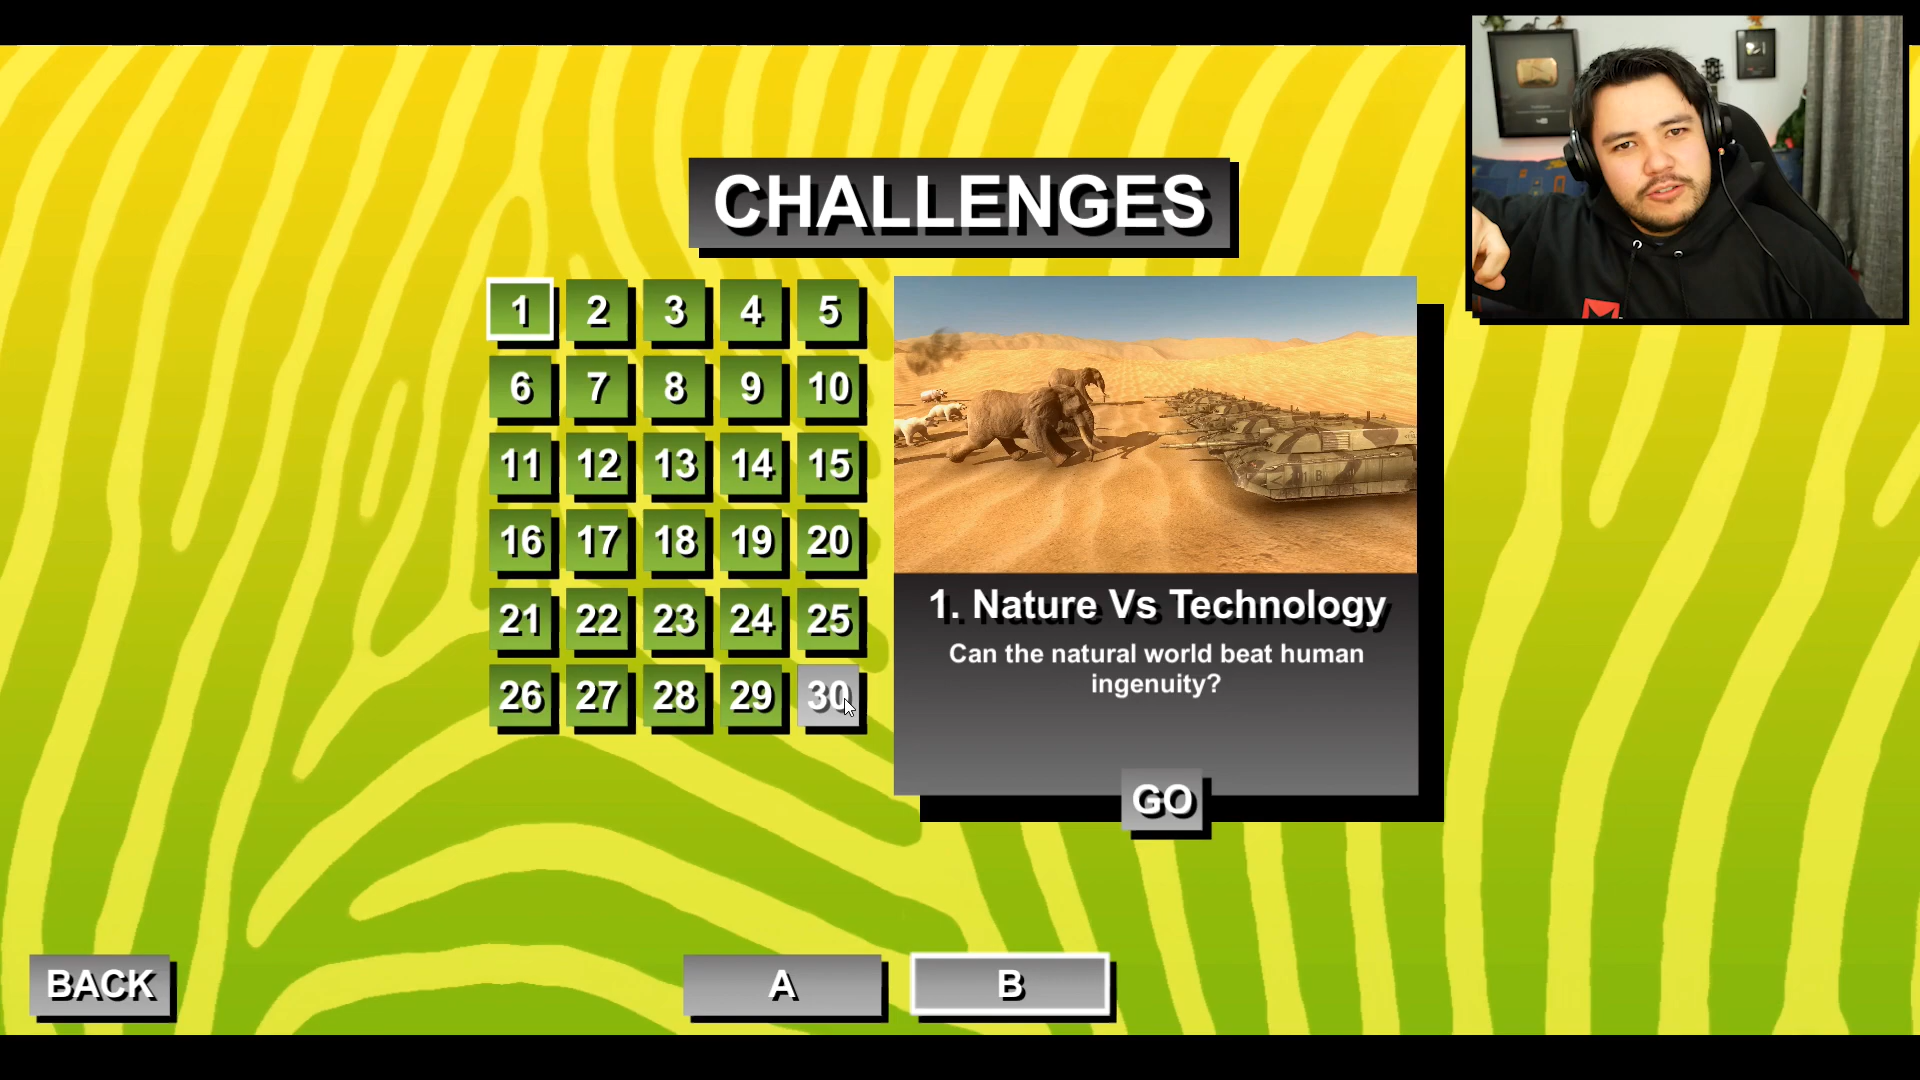 CHALLENGES
1 2 3 4 5
6 7 8 9 10
11 12 13 14 15
16 17 18 19 20
21 22 23 24 25
26 27 28 29 30
1. Nature Vs Technology
Can the natural world beat human
ingenuity?
GO
BACK
A
B